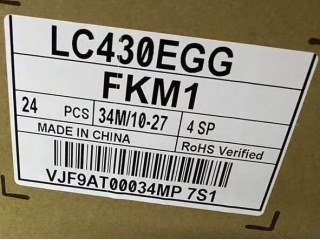 LC430EGG
FKM1
24 PCS 34M/10-27 4 SP
MADE IN CHINA RoHS Verified
VJF9AT00034MP 7S1